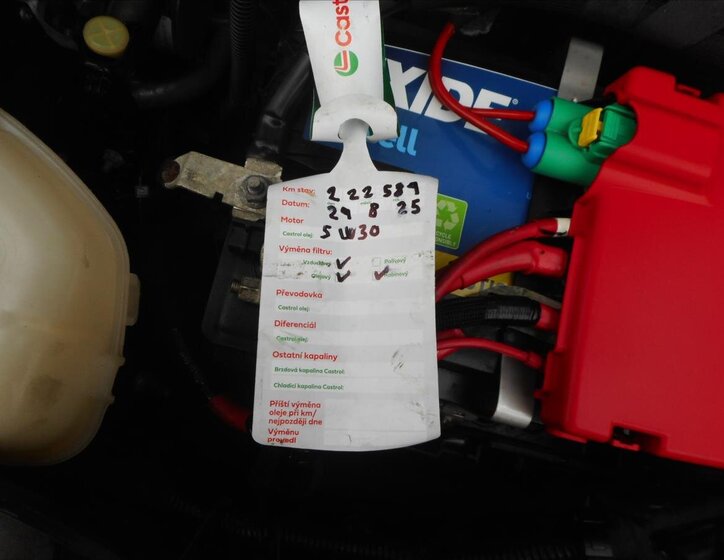 Castrol
XIDE®
ell
Km stav: 2 222589
Datum: 29 8 25
Motor
Castrol olej: 5W30
Výměna filtru:
Vzduchový ✓ Palivový
Olejový ✓ ✓ Kabinový
Převodovka
Castrol olej:
Diferenciál
Castrol olej:
Ostatní kapaliny
Brzdová kapalina Castrol:
Chladicí kapalina Castrol:
Příští výměna
oleje při km/
nejpozději dne
Výměnu
provedl